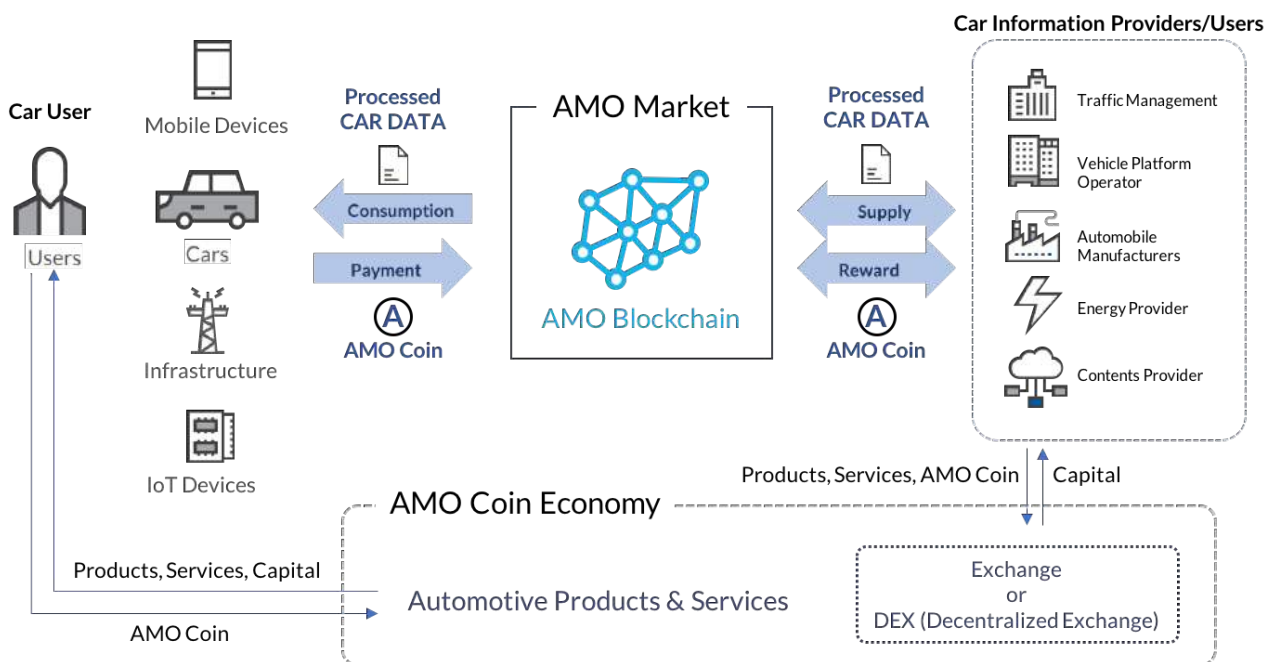 Car Information Providers/Users
Car User
Users
Mobile Devices
Cars
Infrastructure
IoT Devices
Processed
CAR DATA
Consumption
Payment
A
AMO Coin
AMO Market
AMO Blockchain
Processed
CAR DATA
Supply
Reward
A
AMO Coin
Traffic Management
Vehicle Platform
Operator
Automobile
Manufacturers
Energy Provider
Contents Provider
Products, Services, AMO Coin
Capital
AMO Coin Economy
Products, Services, Capital
AMO Coin
Automotive Products & Services
Exchange
or
DEX (Decentralized Exchange)